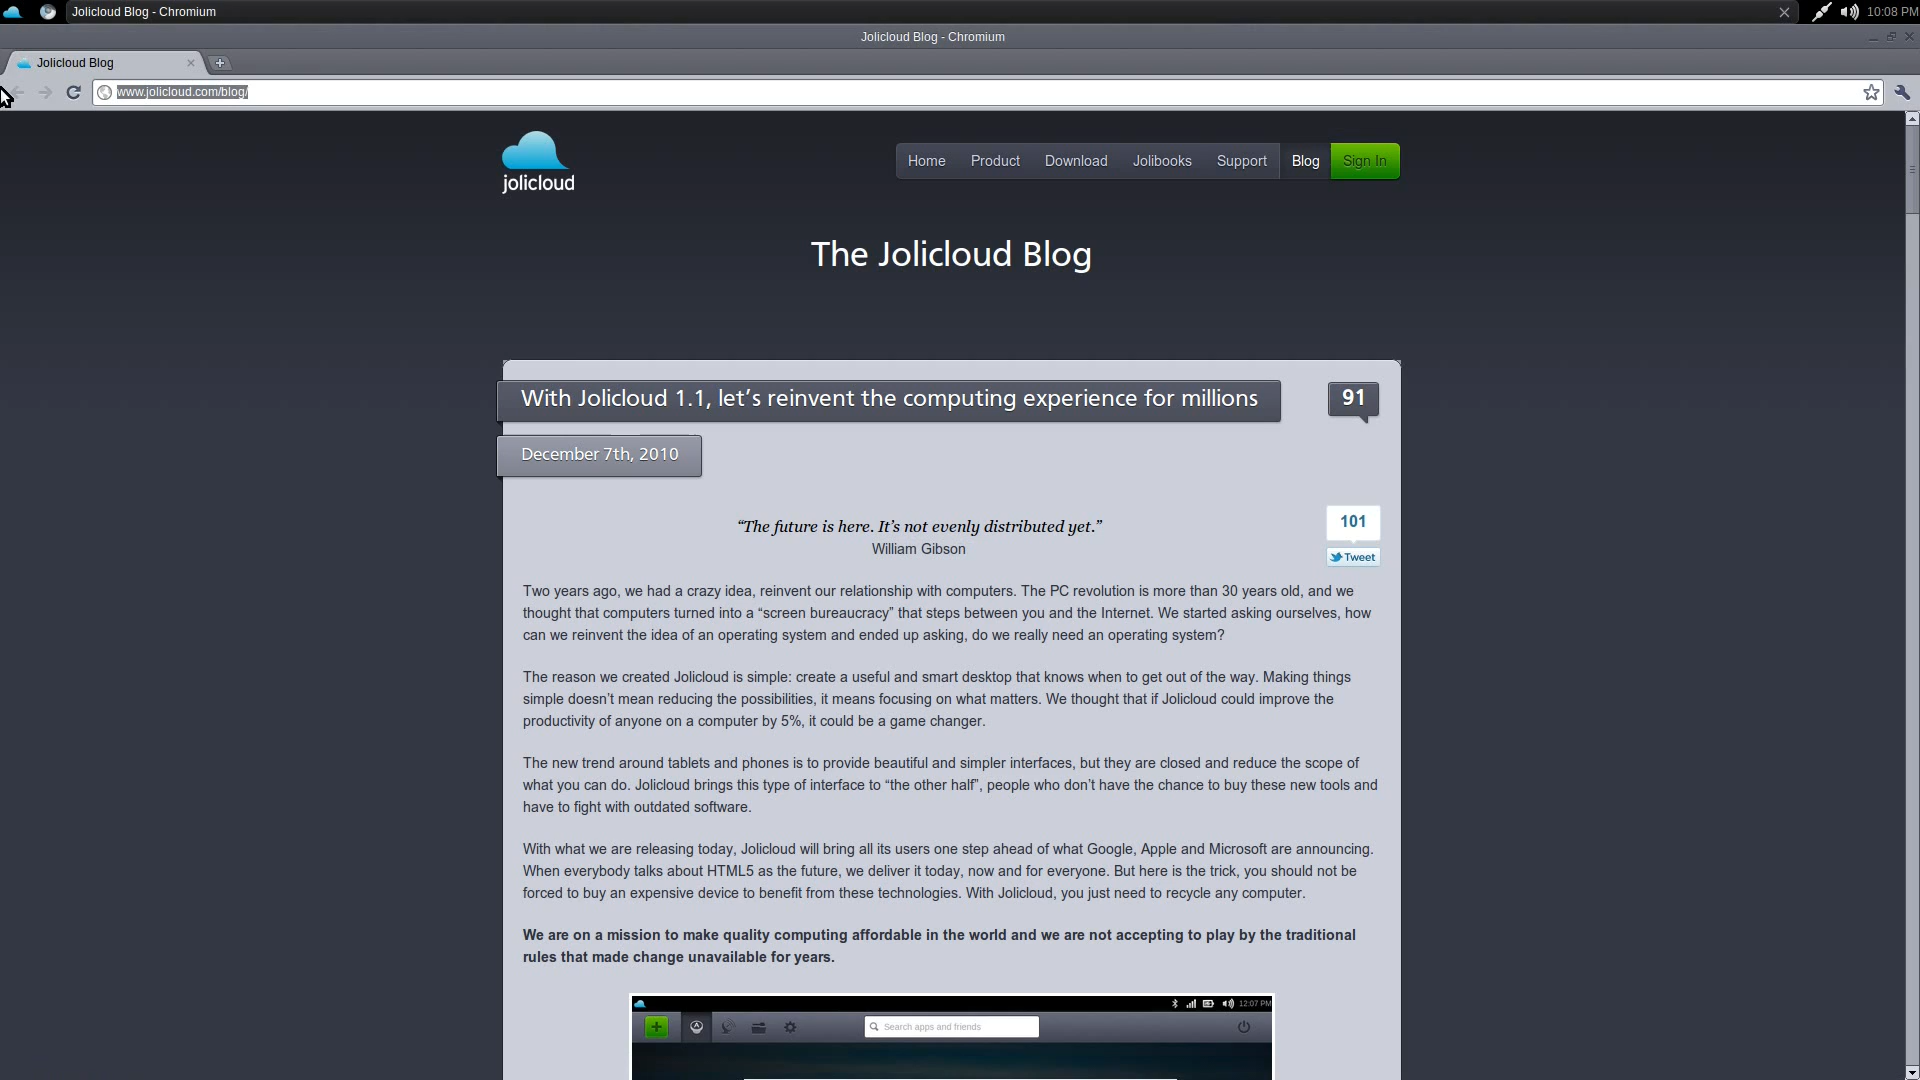 Jolicloud Blog - Chromium
10:08 PM
Jolicloud Blog - Chromium
Jolicloud Blog
www.jolicloud.com/blog/
jolicloud
Home Product Download Jolibooks Support Blog Sign In
The Jolicloud Blog
With Jolicloud 1.1, let’s reinvent the computing experience for millions
91
December 7th, 2010
“The future is here. It’s not evenly distributed yet.”
101
William Gibson
Tweet
Two years ago, we had a crazy idea, reinvent our relationship with computers. The PC revolution is more than 30 years old, and we
thought that computers turned into a “screen bureaucracy” that steps between you and the Internet. We started asking ourselves, how
can we reinvent the idea of an operating system and ended up asking, do we really need an operating system?
The reason we created Jolicloud is simple: create a useful and smart desktop that knows when to get out of the way. Making things
simple doesn’t mean reducing the possibilities, it means focusing on what matters. We thought that if Jolicloud could improve the
productivity of anyone on a computer by 5%, it could be a game changer.
The new trend around tablets and phones is to provide beautiful and simpler interfaces, but they are closed and reduce the scope of
what you can do. Jolicloud brings this type of interface to “the other half”, people who don’t have the chance to buy these new tools and
have to fight with outdated software.
With what we are releasing today, Jolicloud will bring all its users one step ahead of what Google, Apple and Microsoft are announcing.
When everybody talks about HTML5 as the future, we deliver it today, now and for everyone. But here is the trick, you should not be
forced to buy an expensive device to benefit from these technologies. With Jolicloud, you just need to recycle any computer.
We are on a mission to make quality computing affordable in the world and we are not accepting to play by the traditional
rules that made change unavailable for years.
12:07 PM
Search apps and friends